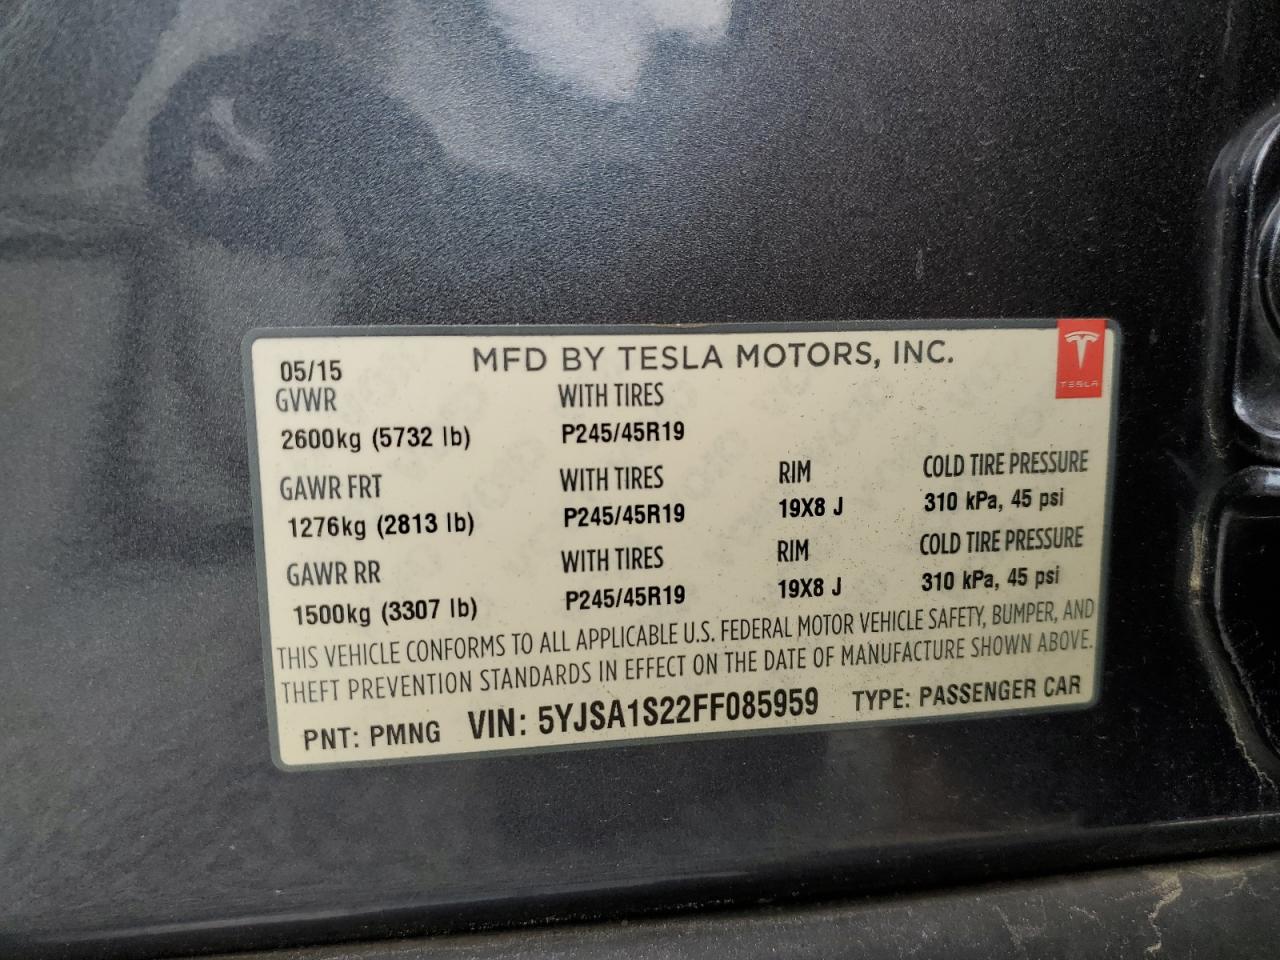 05/15 MFD BY TESLA MOTORS, INC.
TESLA
GVWR WITH TIRES
2600kg (5732 lb) P245/45R19
GAWR FRT WITH TIRES RIM COLD TIRE PRESSURE
1276kg (2813 lb) P245/45R19 19X8 J 310 kPa, 45 psi
GAWR RR WITH TIRES RIM COLD TIRE PRESSURE
1500kg (3307 lb) P245/45R19 19X8 J 310 kPa, 45 psi
THIS VEHICLE CONFORMS TO ALL APPLICABLE U.S. FEDERAL MOTOR VEHICLE SAFETY, BUMPER, AND
THEFT PREVENTION STANDARDS IN EFFECT ON THE DATE OF MANUFACTURE SHOWN ABOVE.
PNT: PMNG VIN: 5YJSA1S22FF085959 TYPE: PASSENGER CAR